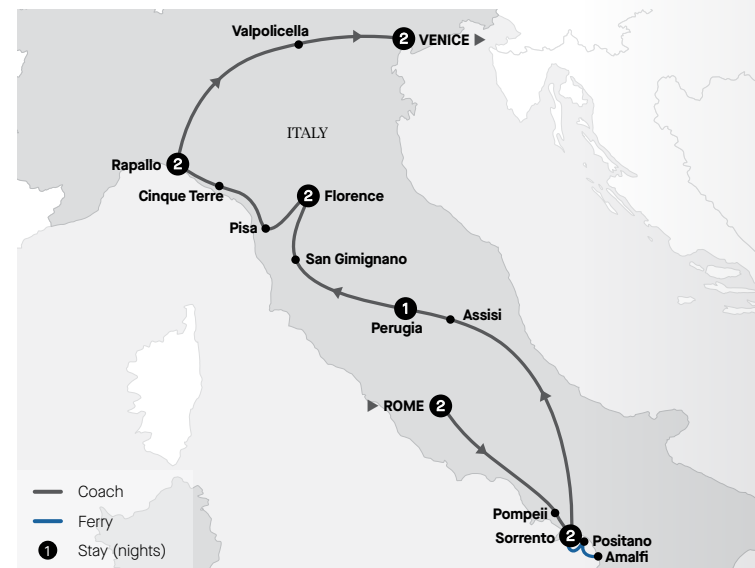 Valpolicella
2 VENICE
ITALY
Rapallo 2
Cinque Terre
2 Florence
Pisa
San Gimignano
1
Perugia
Assisi
ROME 2
Pompeii
Sorrento 2
Positano
Amalfi
Coach
Ferry
1 Stay (nights)